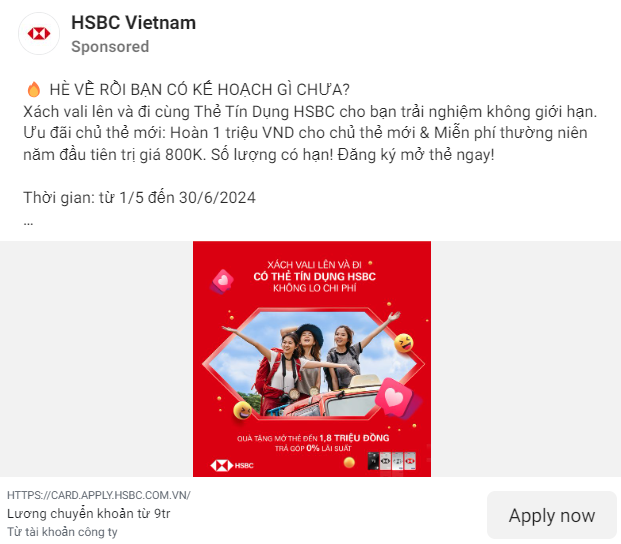 HSBC Vietnam
Sponsored
🔥 HÈ VỀ RỒI BẠN CÓ KẾ HOẠCH GÌ CHƯA?
Xách vali lên và đi cùng Thẻ Tín Dụng HSBC cho bạn trải nghiệm không giới hạn.
Ưu đãi chủ thẻ mới: Hoàn 1 triệu VND cho chủ thẻ mới & Miễn phí thường niên
năm đầu tiên trị giá 800K. Số lượng có hạn! Đăng ký mở thẻ ngay!
Thời gian: từ 1/5 đến 30/6/2024
...
XÁCH VALI LÊN VÀ ĐI
CÓ THẺ TÍN DỤNG HSBC
KHÔNG LO CHI PHÍ
QUÀ TẶNG MỞ THẺ ĐẾN 1,8 TRIỆU ĐỒNG
TRẢ GÓP 0% LÃI SUẤT
HSBC
HTTPS://CARD.APPLY.HSBC.COM.VN/
Lương chuyển khoản từ 9tr
Từ tài khoản công ty
Apply now